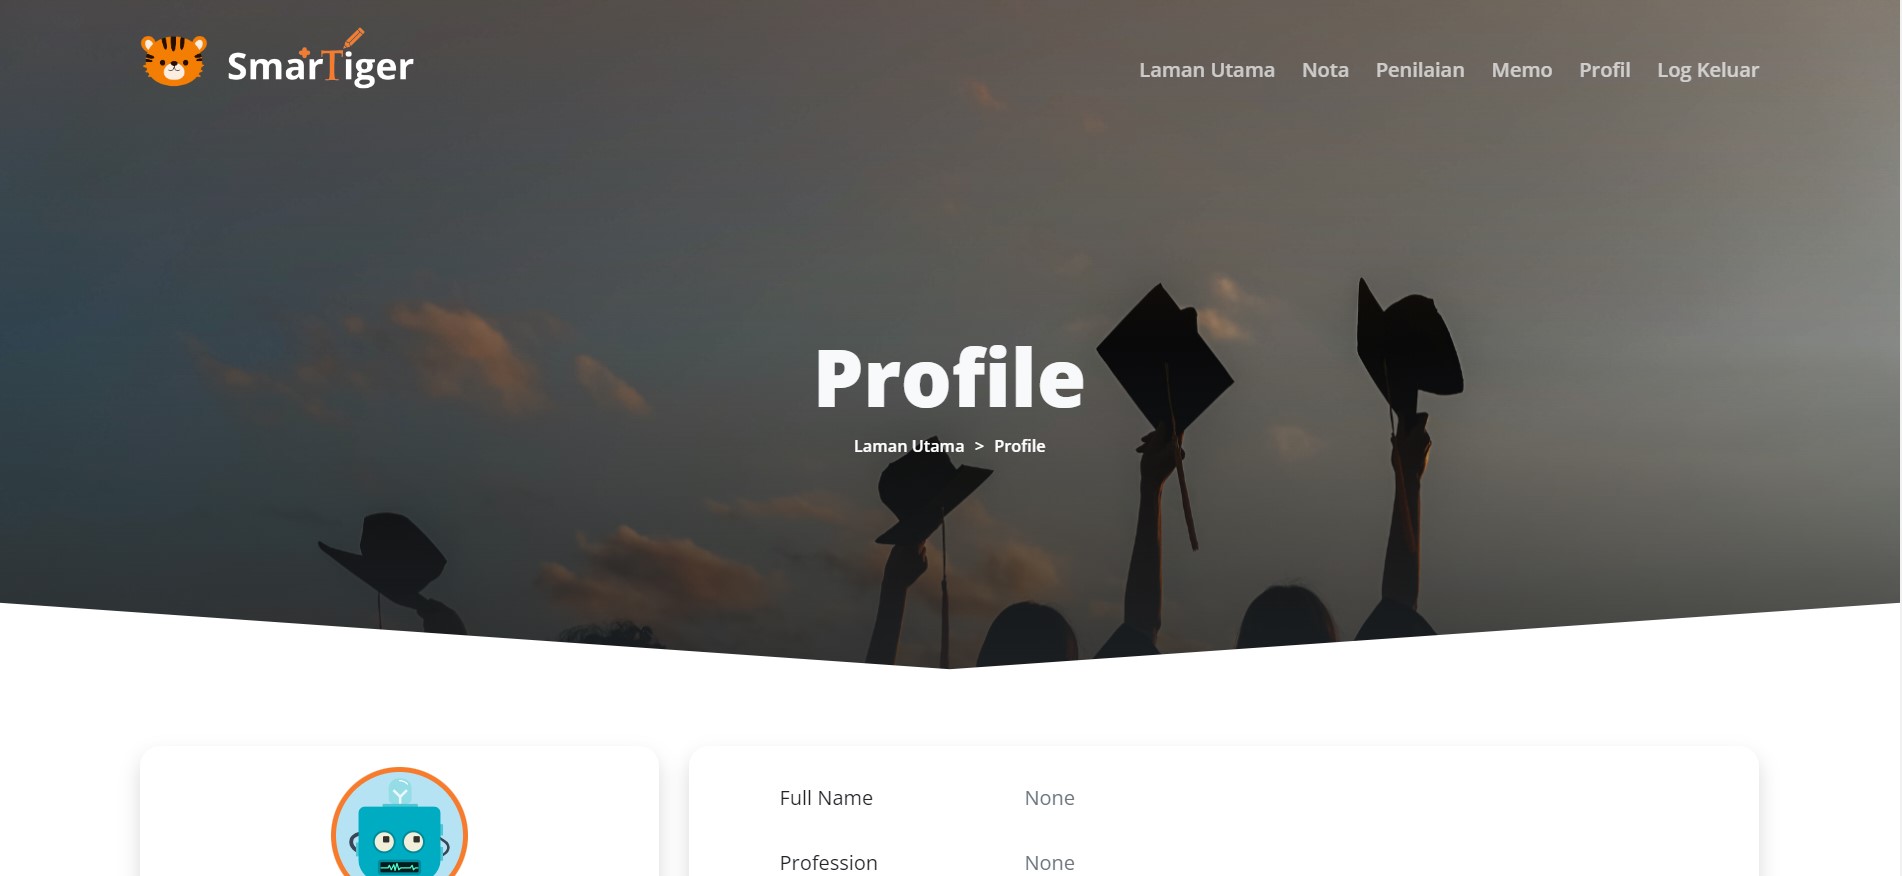 SmarTiger
Laman Utama Nota Penilaian Memo Profil Log Keluar
Profile
Laman Utama > Profile
Full Name None
Profession None